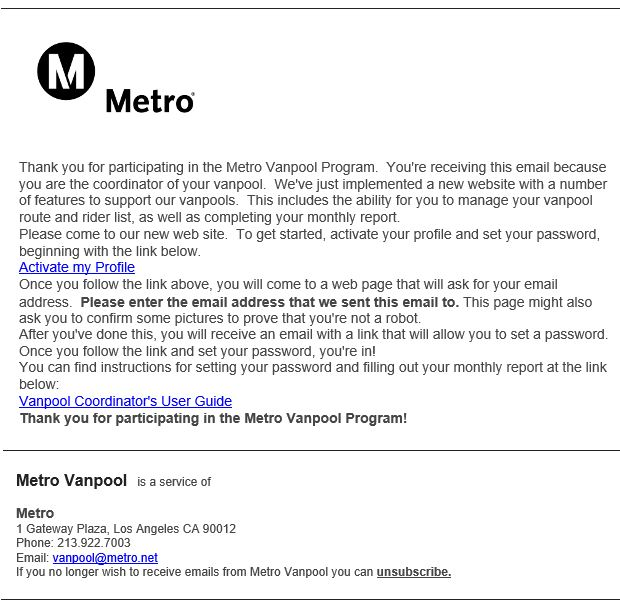 M
Metro
Thank you for participating in the Metro Vanpool Program.  You're receiving this email because
you are the coordinator of your vanpool.  We've just implemented a new website with a number
of features to support our vanpools.  This includes the ability for you to manage your vanpool
route and rider list, as well as completing your monthly report.
Please come to our new web site.  To get started, activate your profile and set your password,
beginning with the link below.
Activate my Profile
Once you follow the link above, you will come to a web page that will ask for your email
address.  Please enter the email address that we sent this email to. This page might also
ask you to confirm some pictures to prove that you're not a robot.
After you've done this, you will receive an email with a link that will allow you to set a password.
Once you follow the link and set your password, you're in!
You can find instructions for setting your password and filling out your monthly report at the link
below:
Vanpool Coordinator's User Guide
Thank you for participating in the Metro Vanpool Program!
Metro Vanpool  is a service of
Metro
1 Gateway Plaza, Los Angeles CA 90012
Phone: 213.922.7003
Email: vanpool@metro.net
If you no longer wish to receive emails from Metro Vanpool you can unsubscribe.